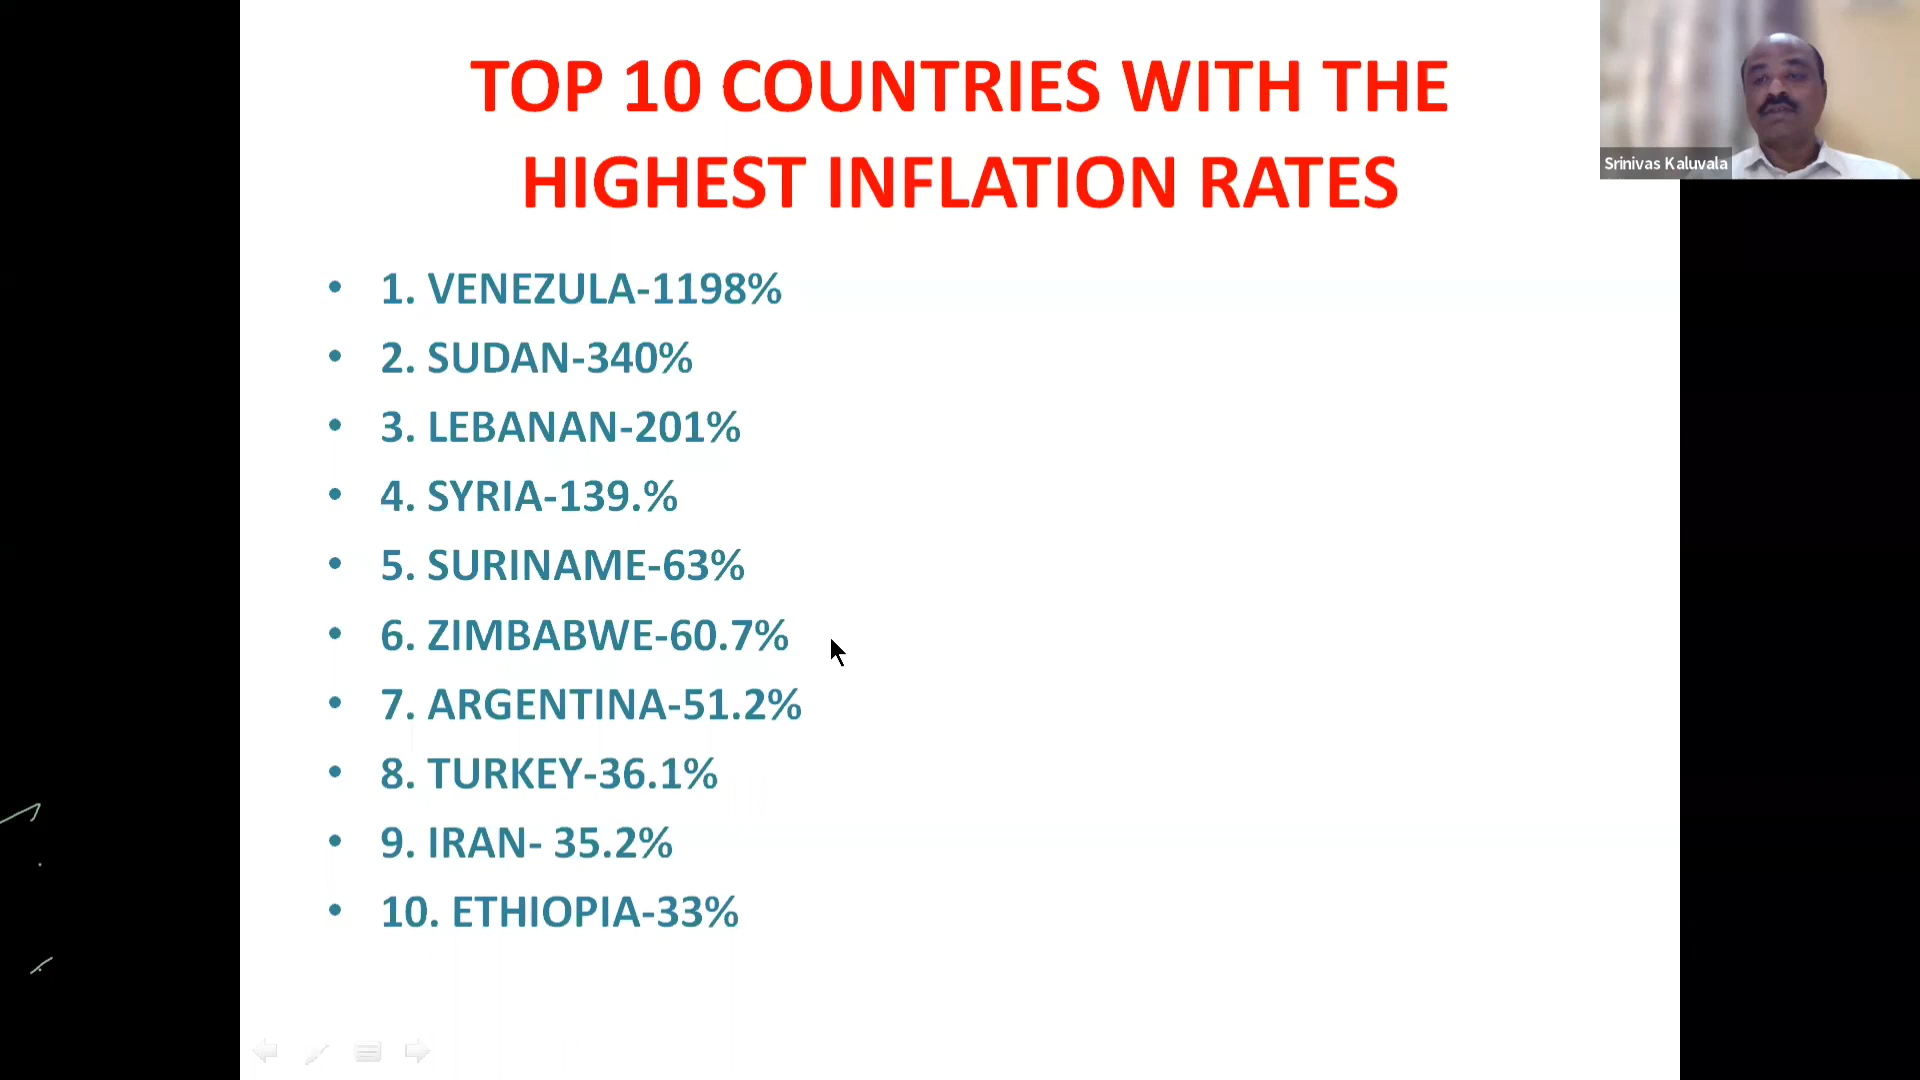 TOP 10 COUNTRIES WITH THE
HIGHEST INFLATION RATES
Srinivas Kaluvala
• 1. VENEZULA-1198%
• 2. SUDAN-340%
• 3. LEBANAN-201%
• 4. SYRIA-139.%
• 5. SURINAME-63%
• 6. ZIMBABWE-60.7%
• 7. ARGENTINA-51.2%
• 8. TURKEY-36.1%
• 9. IRAN- 35.2%
• 10. ETHIOPIA-33%